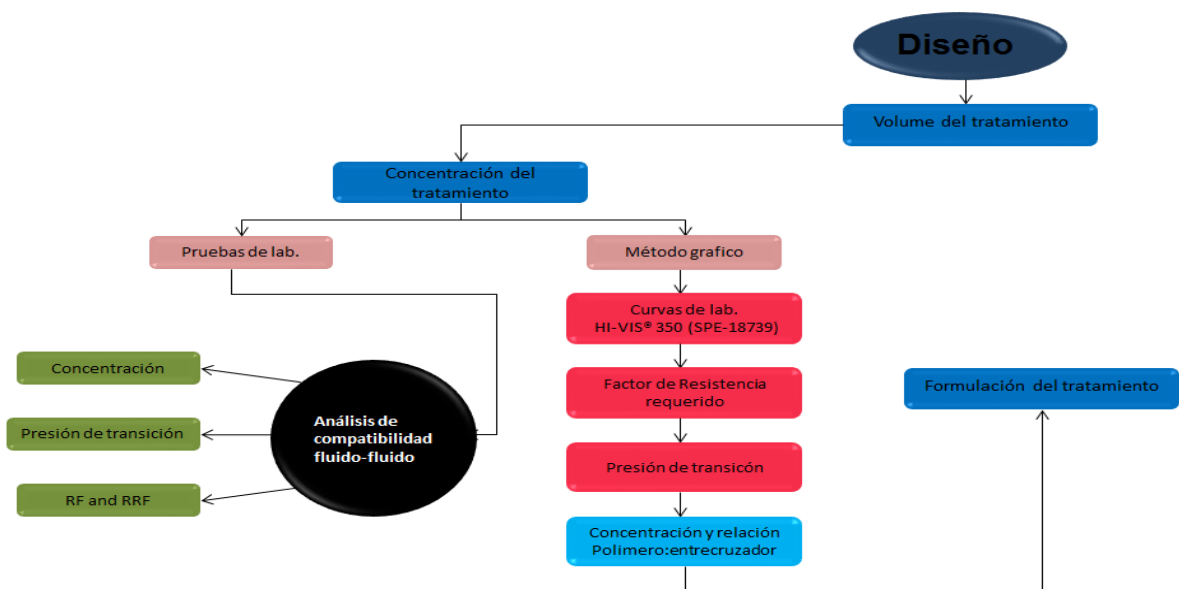 Diseño
Volume del tratamiento
Concentración del
tratamiento
Pruebas de lab.
Método grafico
Curvas de lab.
HI-VIS® 350 (SPE-18739)
Concentración
Factor de Resistencia
requerido
Formulación del tratamiento
Análisis de
compatibilidad
fluido-fluido
Presión de transición
Presión de transicón
RF and RRF
Concentración y relación
Polimero:entrecruzador